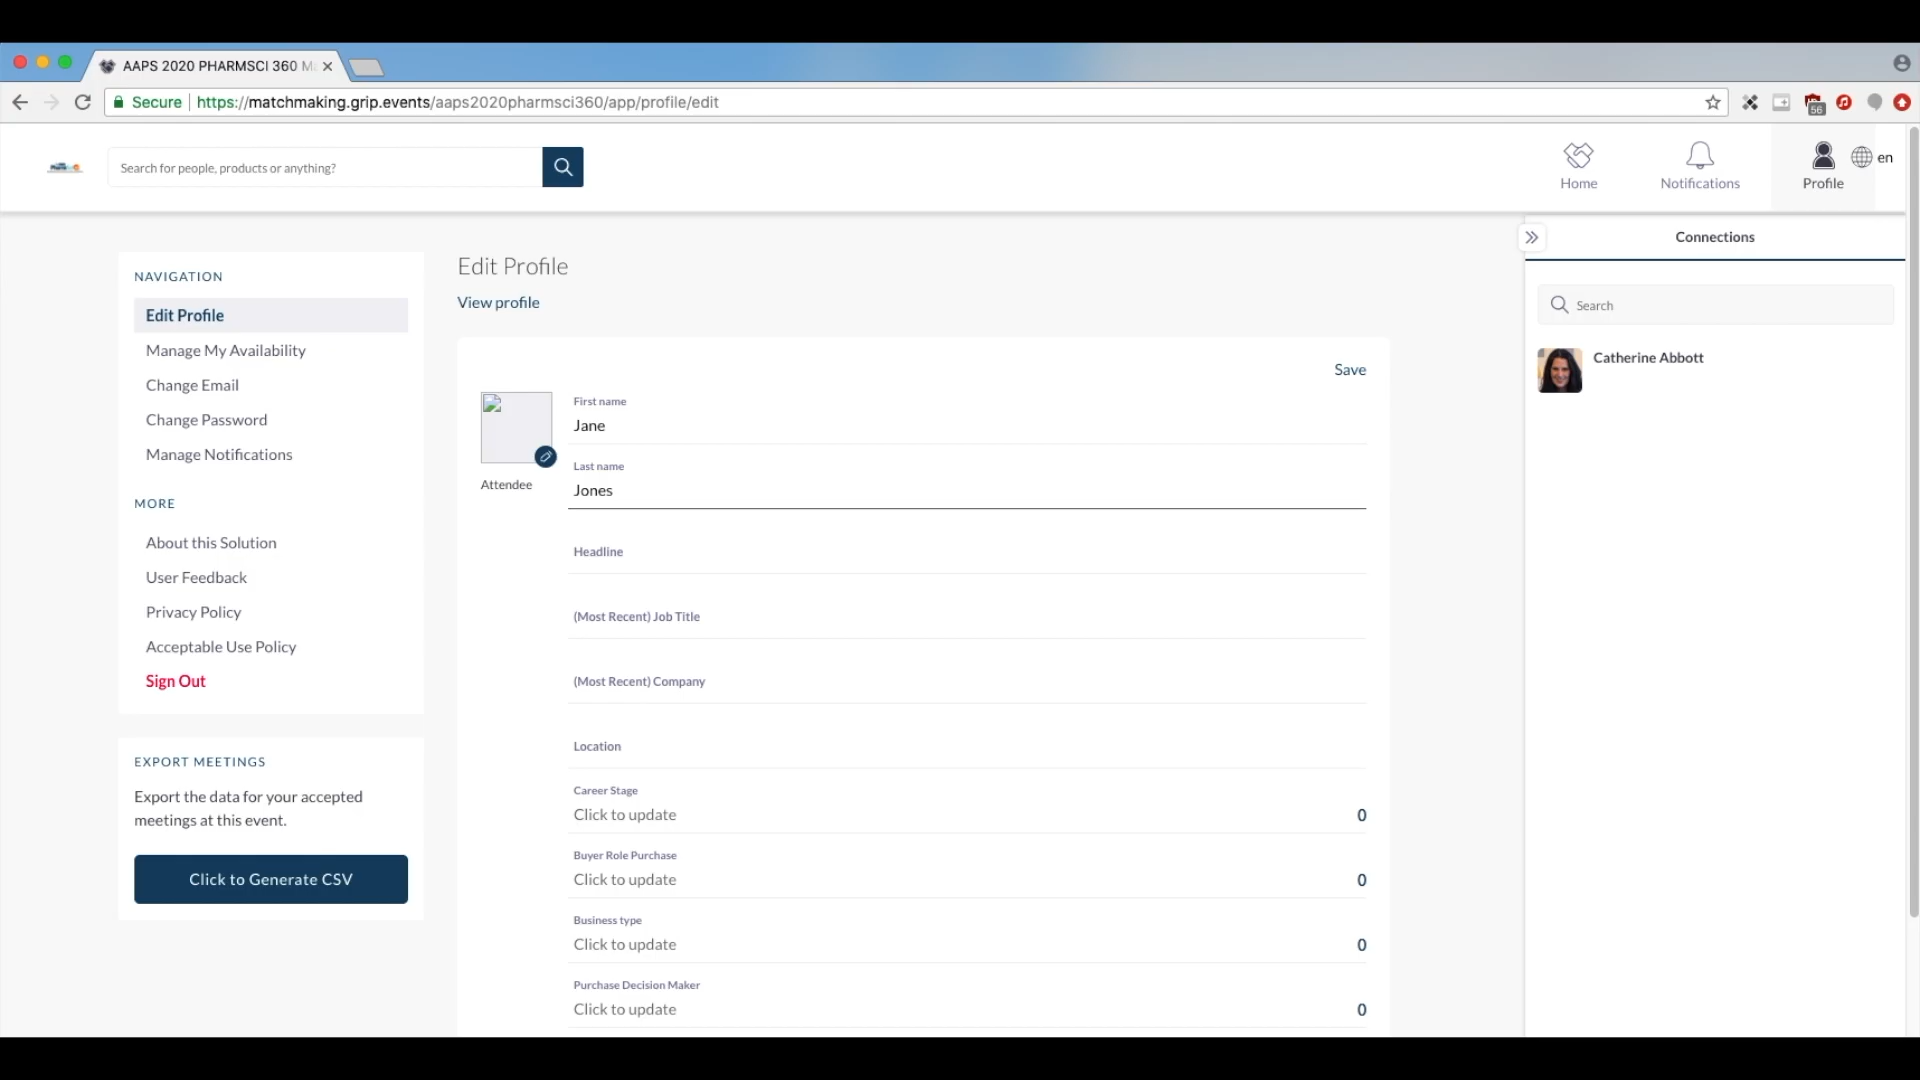 AAPS 2020 PHARMSCI 360 M
Secure
https://matchmaking.grip.events/aaps2020pharmsci360/app/profile/edit
56
Search for people, products or anything?
Home
Notifications
Profile
en
NAVIGATION
Edit Profile
Manage My Availability
Change Email
Change Password
Manage Notifications
MORE
About this Solution
User Feedback
Privacy Policy
Acceptable Use Policy
Sign Out
EXPORT MEETINGS
Export the data for your accepted
meetings at this event.
Click to Generate CSV
Edit Profile
View profile
Save
Attendee
First name
Jane
Last name
Jones
Headline
(Most Recent) Job Title
(Most Recent) Company
Location
Career Stage
Click to update 0
Buyer Role Purchase
Click to update 0
Business type
Click to update 0
Purchase Decision Maker
Click to update 0
Connections
Search
Catherine Abbott